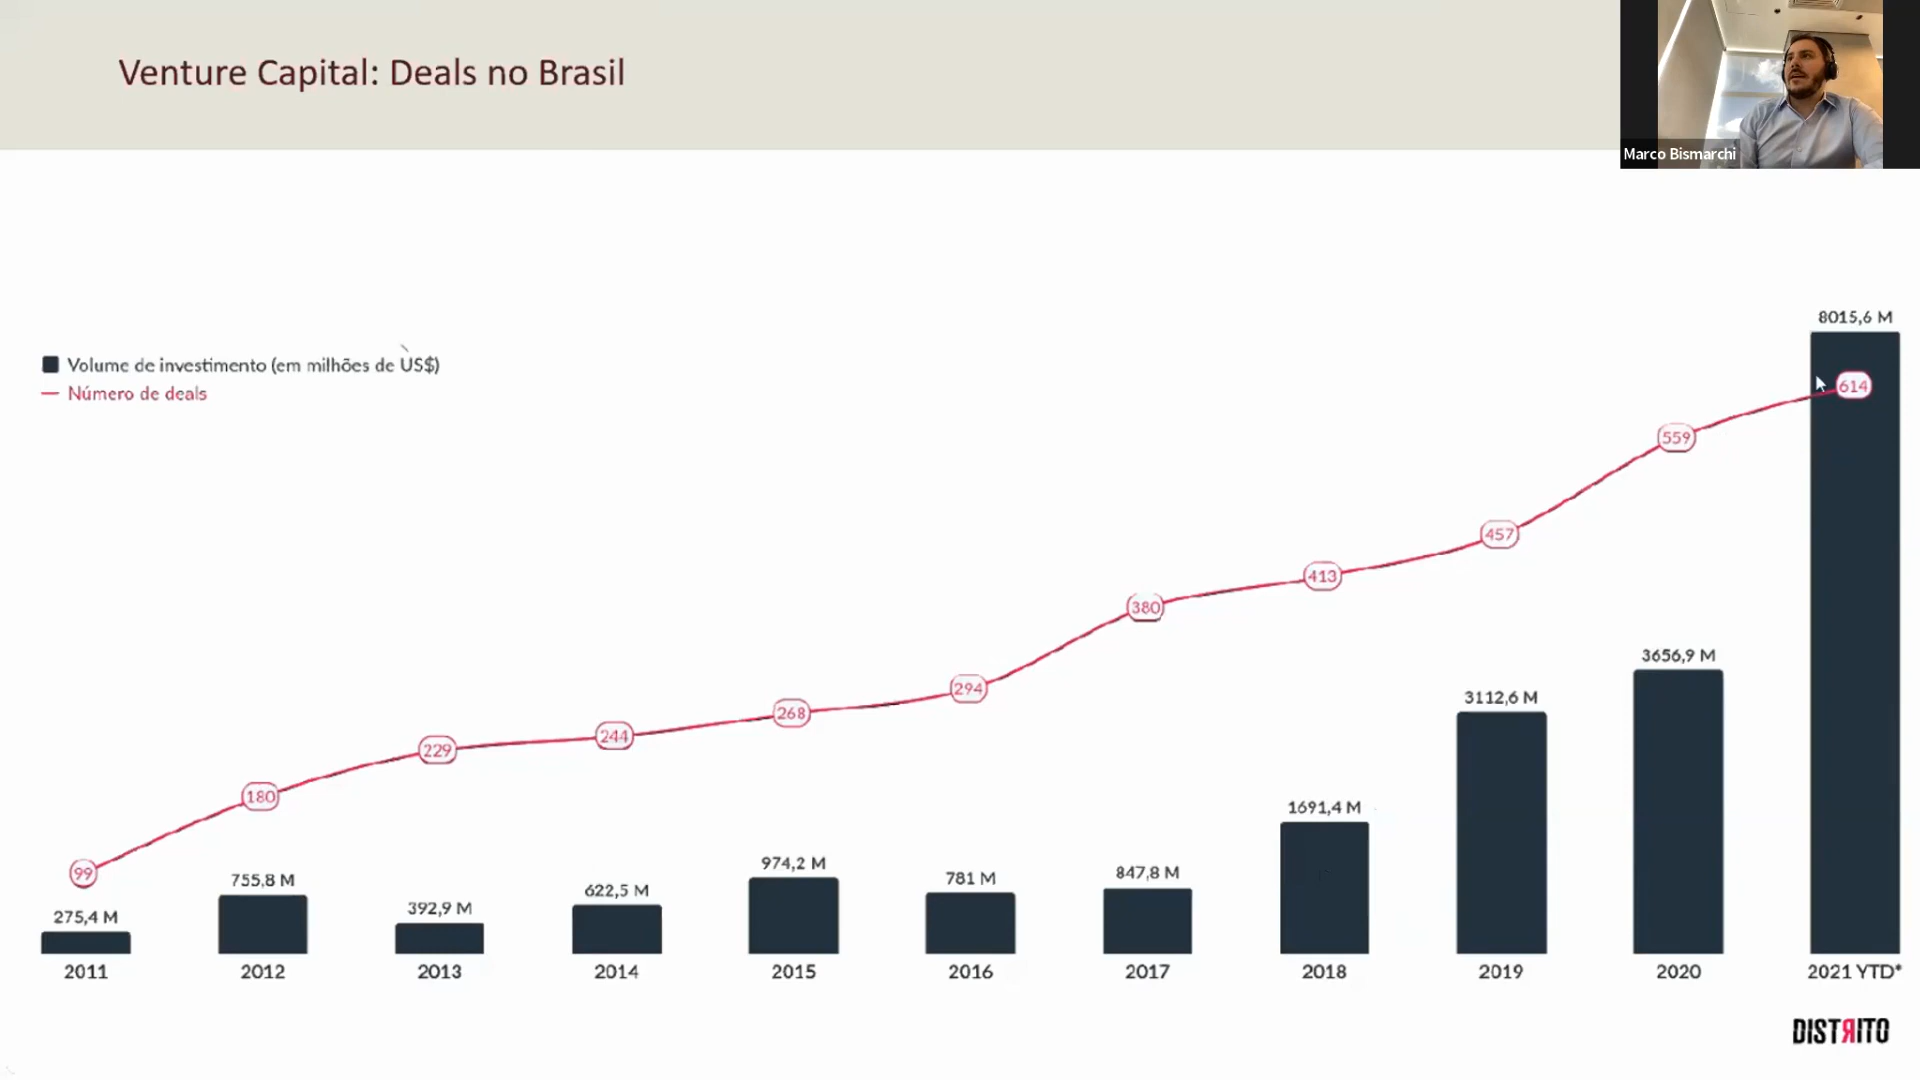 Venture Capital: Deals no Brasil
Marco Bismarchi
Volume de investimento (em milhões de US$)
Número de deals
8015,6 M
614
559
457
413
380
294
268
244
229
180
99
3656,9 M
3112,6 M
1691,4 M
974,2 M
847,8 M
755,8 M
781 M
622,5 M
392,9 M
275,4 M
2011 2012 2013 2014 2015 2016 2017 2018 2019 2020 2021 YTD*
DISTRITO